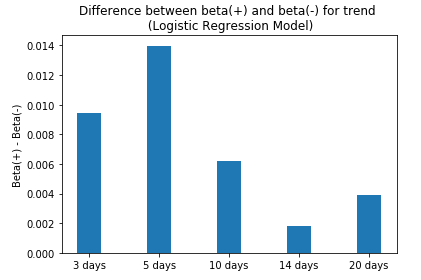 Difference between beta(+) and beta(-) for trend
(Logistic Regression Model)
Beta(+) - Beta(-)
0.014
0.012
0.010
0.008
0.006
0.004
0.002
0.000
3 days 5 days 10 days 14 days 20 days